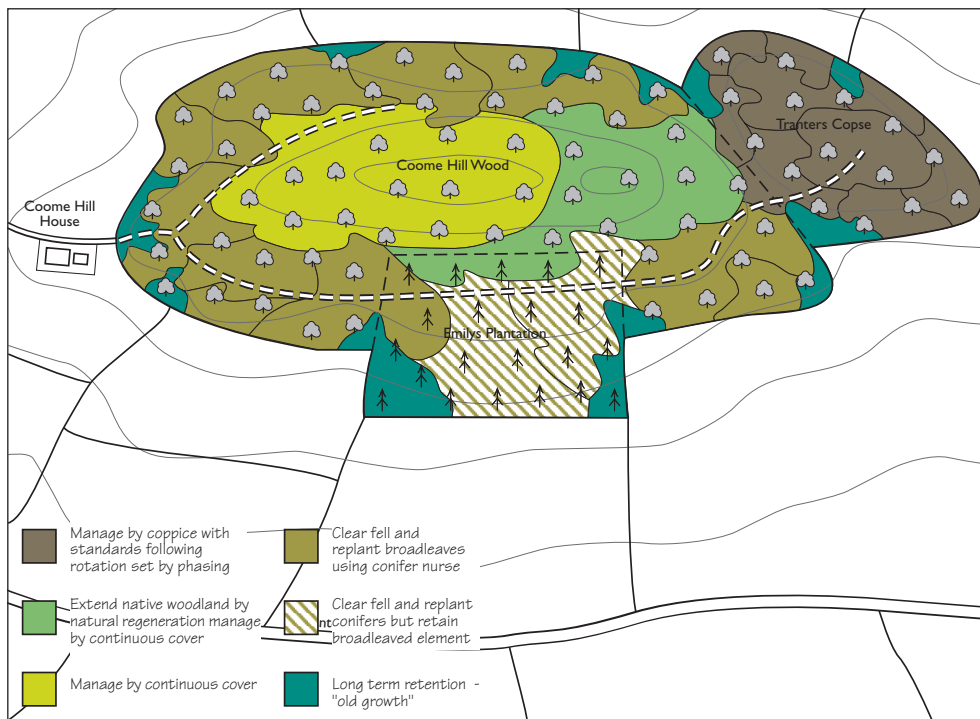 Tranters Copse
Coome Hill Wood
Coome Hill
House
Emilys Plantation
Manage by coppice with
standards following
rotation set by phasing
Clear fell and
replant broadleaves
using conifer nurse
Extend native woodland by
natural regeneration manage
by continuous cover
nt
Clear fell and replant
conifers but retain
broadleaved element
Manage by continuous cover
Long term retention -
"old growth"